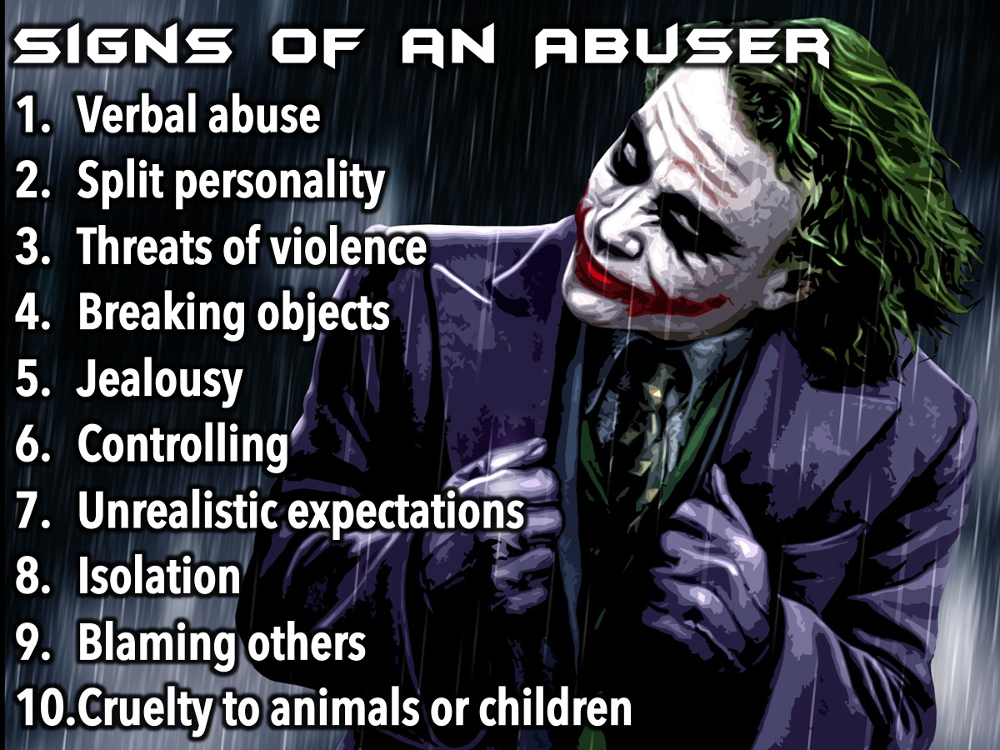 SIGNS OF AN ABUSER
1. Verbal abuse
2. Split personality
3. Threats of violence
4. Breaking objects
5. Jealousy
6. Controlling
7. Unrealistic expectations
8. Isolation
9. Blaming others
10.Cruelty to animals or children